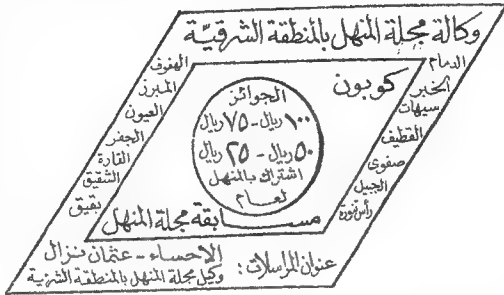 وكالة مجلة المنهل بالمنطقة الشرقيّة
الدمام
الخبر
سيهات
القطيف
صفوى
الجبيل
رأس تنورة
الهفوف
المبرز
العيون
الجفر
القارة
الشقيق
بقيق
كوبون
الجوائز
١٠٠ ريال - ٧٥ ريال
٥٠ ريال - ٢٥ ريال
اشتراك بالمنهل
لعام
مسابقة مجلة المنهل
عنوان المراسلات: الاحساء - عثمان نزال
وكيل مجلة المنهل بالمنطقة الشرقية